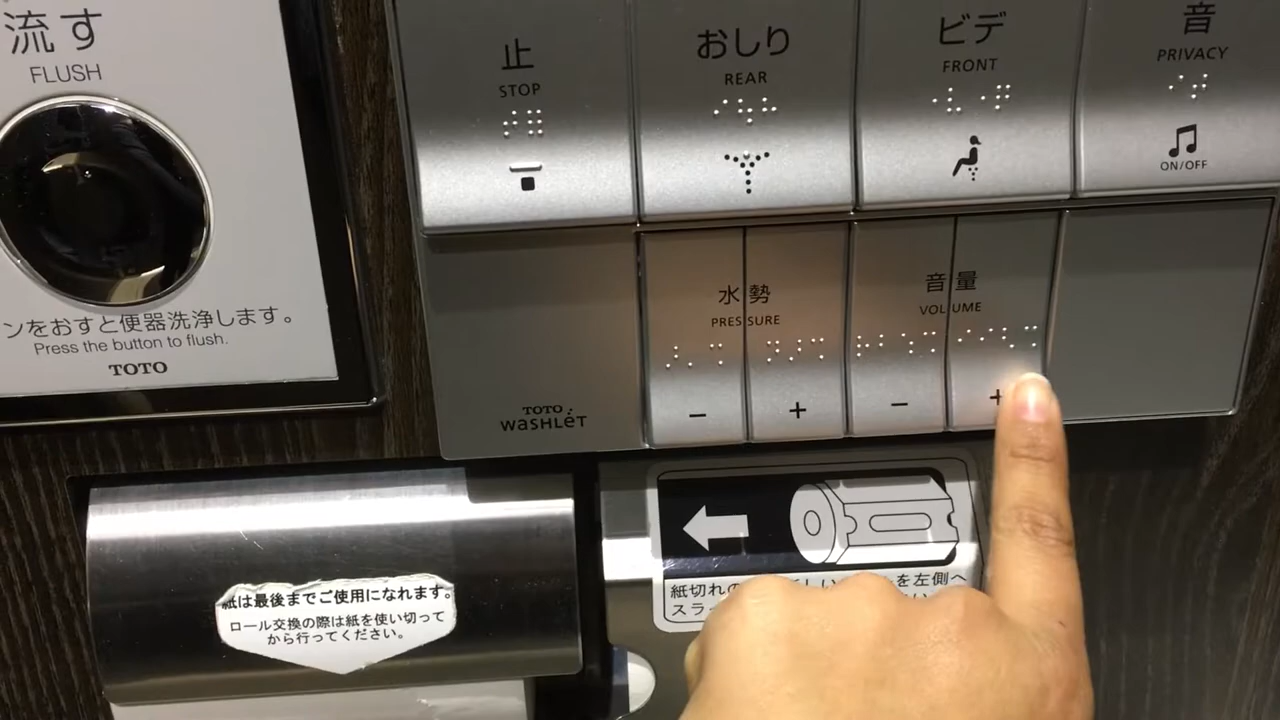 流す
FLUSH
ンをおすと便器洗浄します。
Press the button to flush.
TOTO
止
STOP
おしり
REAR
ビデ
FRONT
音
PRIVACY
ON/OFF
水勢
PRESSURE
−
+
音量
VOLUME
−
+
TOTO
WASHLET
紙は最後までご使用になれます。
ロール交換の際は紙を使い切って
から行ってください。
紙切れの
を左側へ
スラ